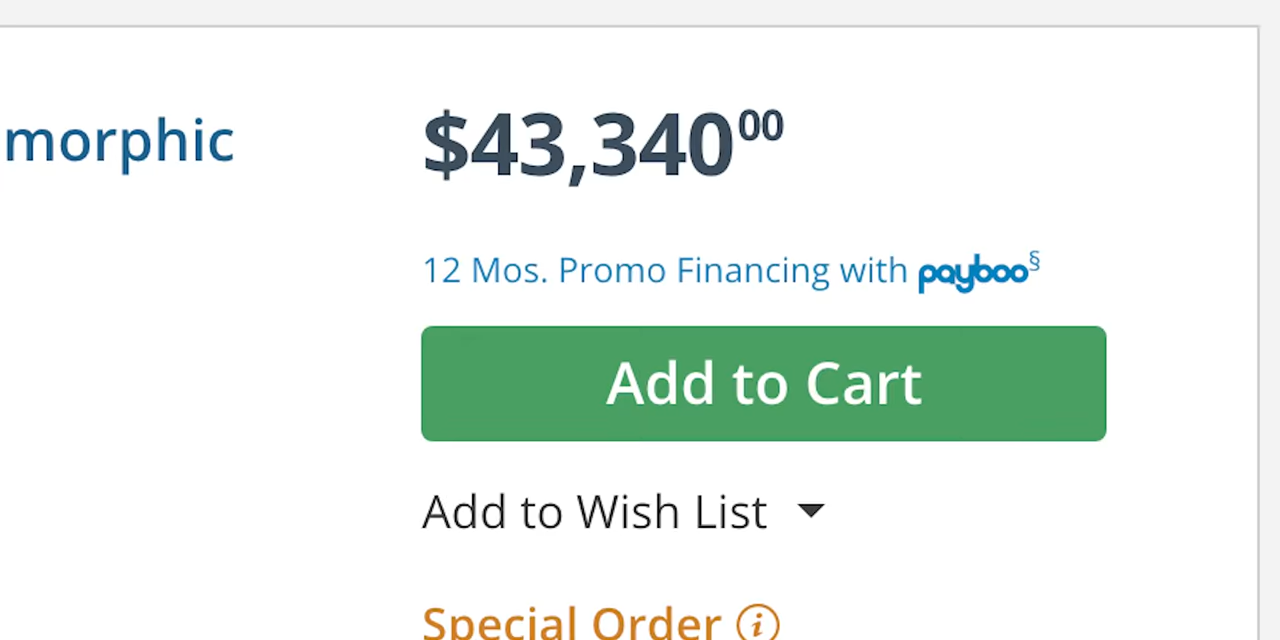 morphic
$43,340⁰⁰
12 Mos. Promo Financing with payboo§
Add to Cart
Add to Wish List
Special Order